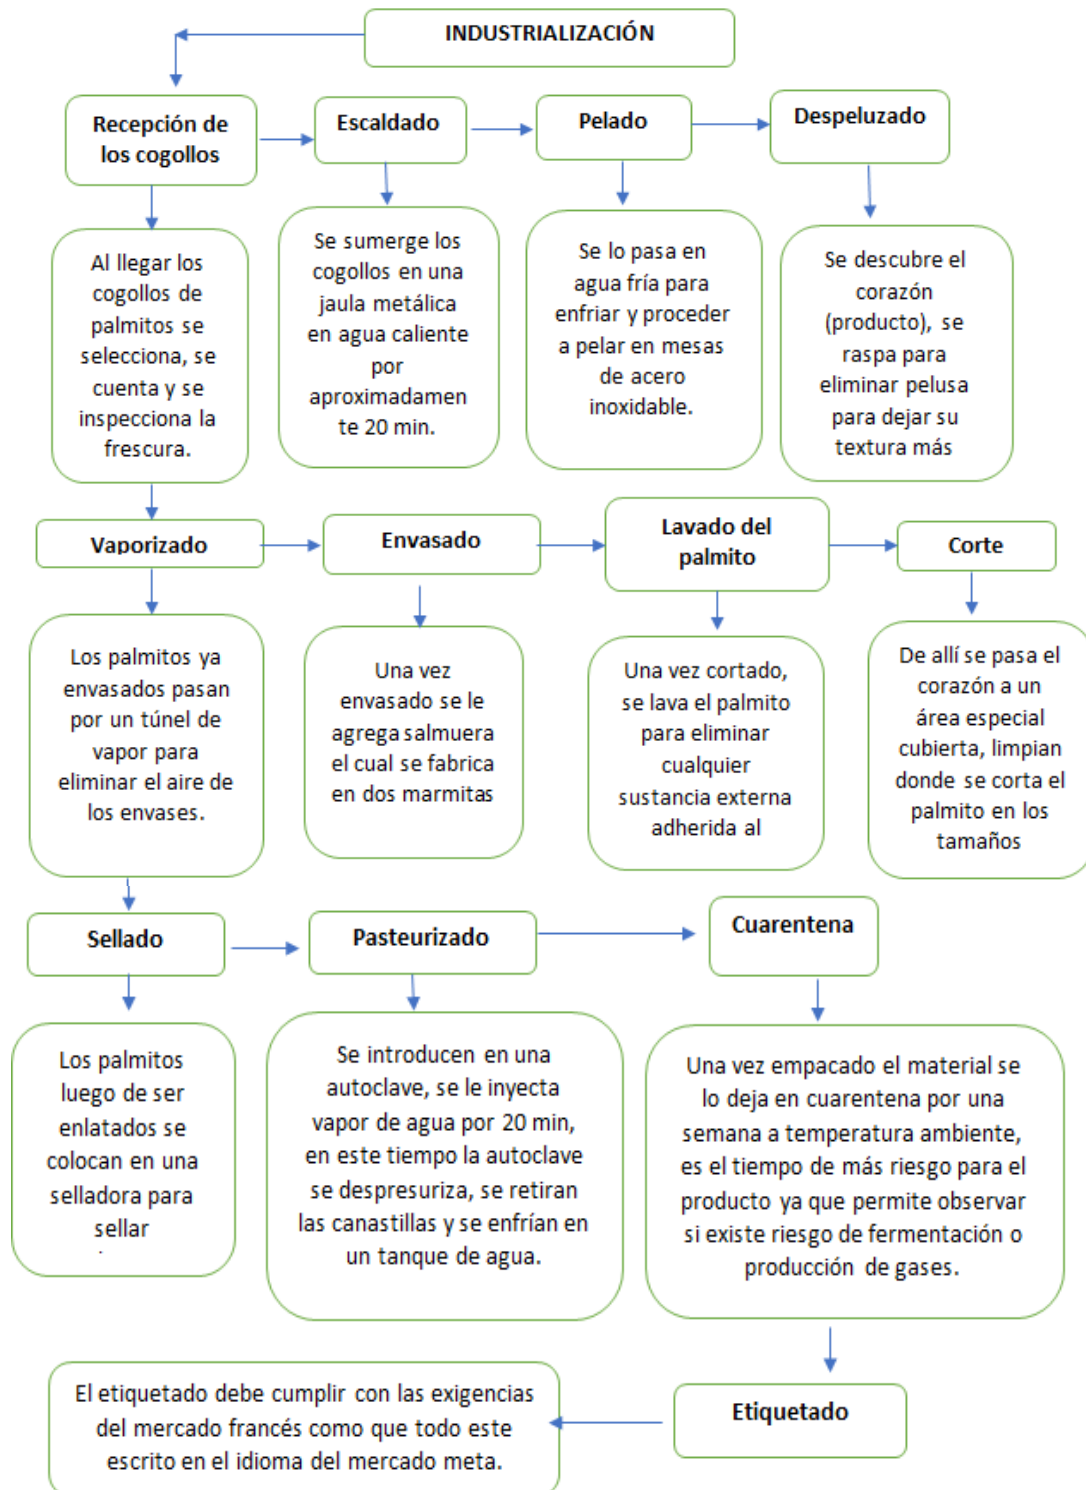 INDUSTRIALIZACIÓN
Recepción de
los cogollos
Escaldado
Pelado
Despeluzado
Al llegar los
cogollos de
palmitos se
selecciona, se
cuenta y se
inspecciona la
frescura.
Se sumerge los
cogollos en una
jaula metálica
en agua caliente
por
aproximadamen
te 20 min.
Se lo pasa en
agua fría para
enfriar y proceder
a pelar en mesas
de acero
inoxidable.
Se descubre el
corazón
(producto), se
raspa para
eliminar pelusa
para dejar su
textura más
Vaporizado
Envasado
Lavado del
palmito
Corte
Los palmitos ya
envasados pasan
por un túnel de
vapor para
eliminar el aire de
los envases.
Una vez
envasado se le
agrega salmuera
el cual se fabrica
en dos marmitas
Una vez cortado,
se lava el palmito
para eliminar
cualquier
sustancia externa
adherida al
De allí se pasa el
corazón a un
área especial
cubierta, limpian
donde se corta el
palmito en los
tamaños
Sellado
Pasteurizado
Cuarentena
Los palmitos
luego de ser
enlatados se
colocan en una
selladora para
sellar
Se introducen en una
autoclave, se le inyecta
vapor de agua por 20 min,
en este tiempo la autoclave
se despresuriza, se retiran
las canastillas y se enfrían en
un tanque de agua.
Una vez empacado el material se
lo deja en cuarentena por una
semana a temperatura ambiente,
es el tiempo de más riesgo para el
producto ya que permite observar
si existe riesgo de fermentación o
producción de gases.
Etiquetado
El etiquetado debe cumplir con las exigencias
del mercado francés como que todo este
escrito en el idioma del mercado meta.